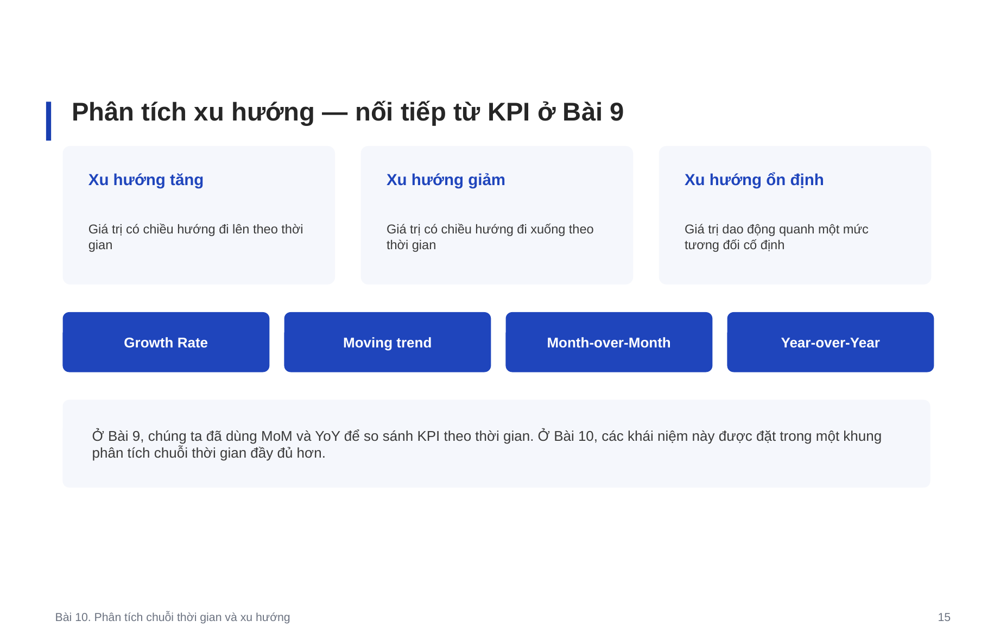 Phân tích xu hướng — nối tiếp từ KPI ở Bài 9
Xu hướng tăng
Giá trị có chiều hướng đi lên theo thời
gian
Xu hướng giảm
Giá trị có chiều hướng đi xuống theo
thời gian
Xu hướng ổn định
Giá trị dao động quanh một mức
tương đối cố định
Growth Rate
Moving trend
Month-over-Month
Year-over-Year
Ở Bài 9, chúng ta đã dùng MoM và YoY để so sánh KPI theo thời gian. Ở Bài 10, các khái niệm này được đặt trong một khung
phân tích chuỗi thời gian đầy đủ hơn.
Bài 10. Phân tích chuỗi thời gian và xu hướng
15